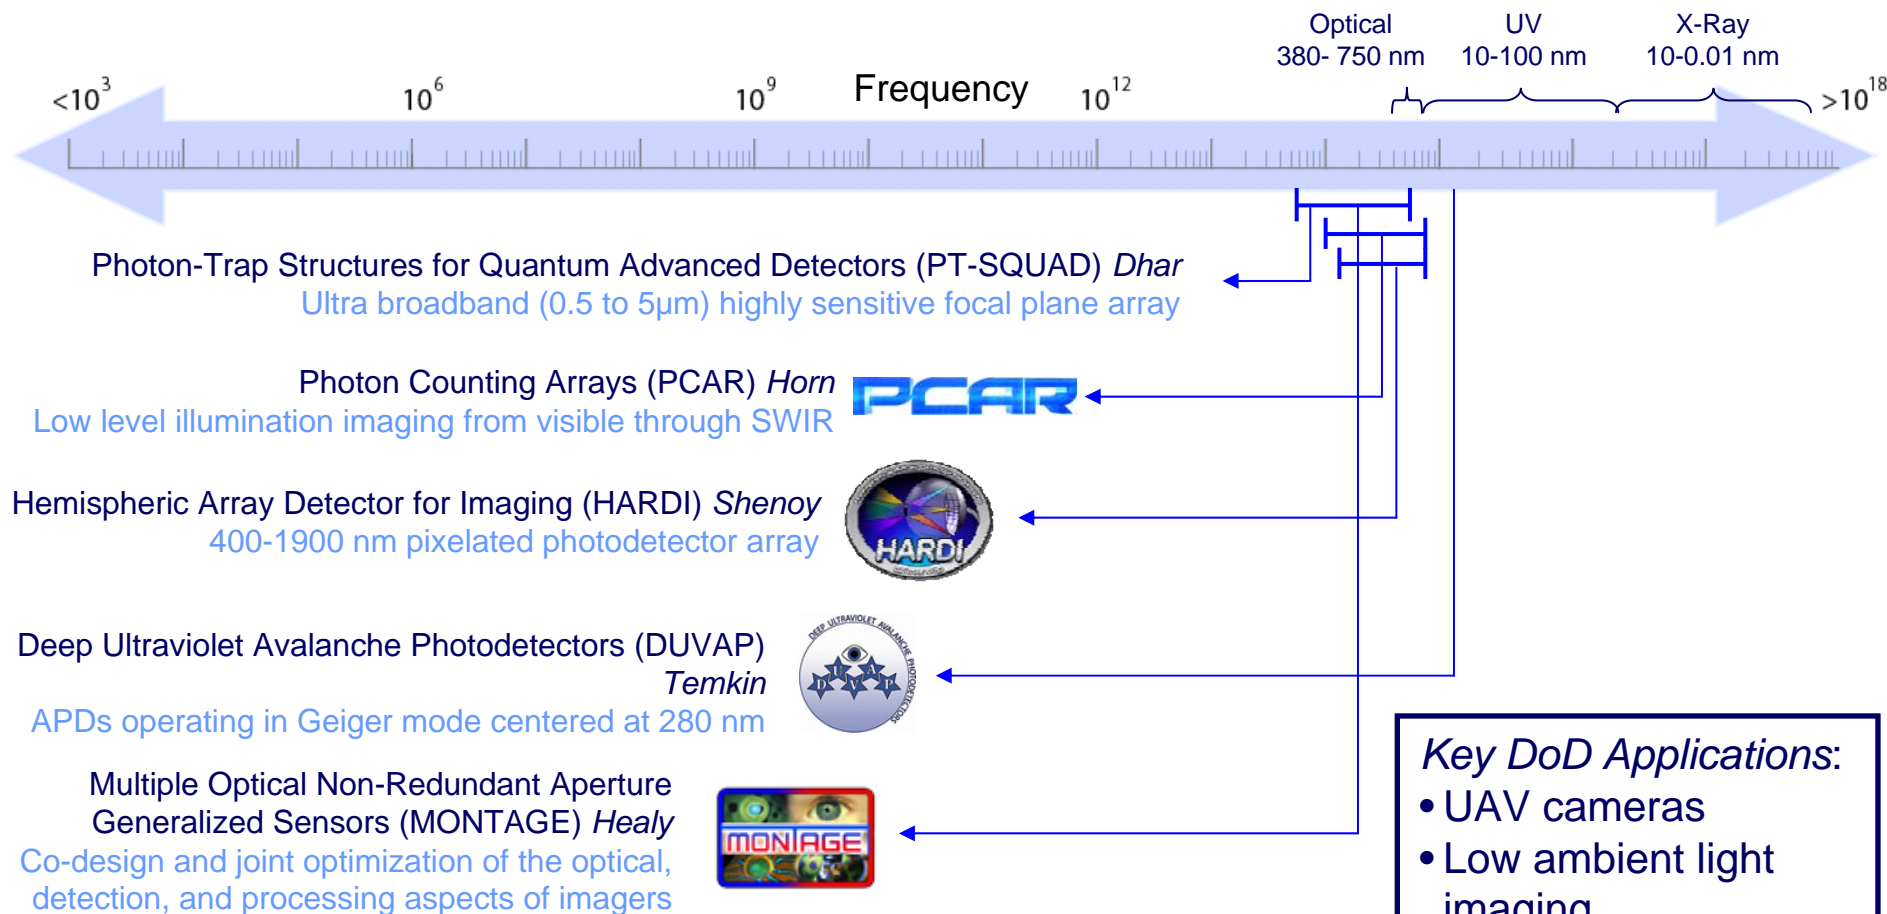 Optical UV X-Ray
380- 750 nm 10-100 nm 10-0.01 nm
<10³ 10⁶ 10⁹ Frequency 10¹² >10¹⁸
Photon-Trap Structures for Quantum Advanced Detectors (PT-SQUAD) Dhar
Ultra broadband (0.5 to 5µm) highly sensitive focal plane array
Photon Counting Arrays (PCAR) Horn
PCAR
Low level illumination imaging from visible through SWIR
Hemispheric Array Detector for Imaging (HARDI) Shenoy
400-1900 nm pixelated photodetector array
HARDI
Deep Ultraviolet Avalanche Photodetectors (DUVAP)
Temkin
APDs operating in Geiger mode centered at 280 nm
DEEP ULTRAVIOLET AVALANCHE PHOTODETECTORS
DUVAP
Multiple Optical Non-Redundant Aperture
Generalized Sensors (MONTAGE) Healy
Co-design and joint optimization of the optical,
detection, and processing aspects of imagers
MONTAGE
Key DoD Applications:
• UAV cameras
• Low ambient light
imaging